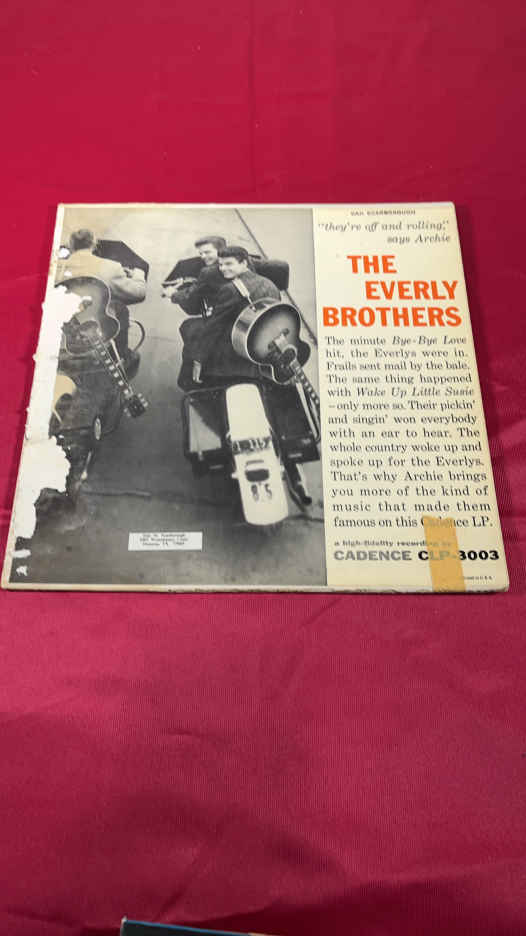 DAN SCARBOROUGH
"they're off and rolling,"
says Archie
THE
EVERLY
BROTHERS
The minute Bye-Bye Love
hit, the Everlys were in.
Frails sent mail by the bale.
The same thing happened
with Wake Up Little Susie
—only more so. Their pickin'
and singin' won everybody
with an ear to hear. The
whole country woke up and
spoke up for the Everlys.
That's why Archie brings
you more of the kind of
music that made them
famous on this Cadence LP.
a high-fidelity recording
CADENCE CLP-3003